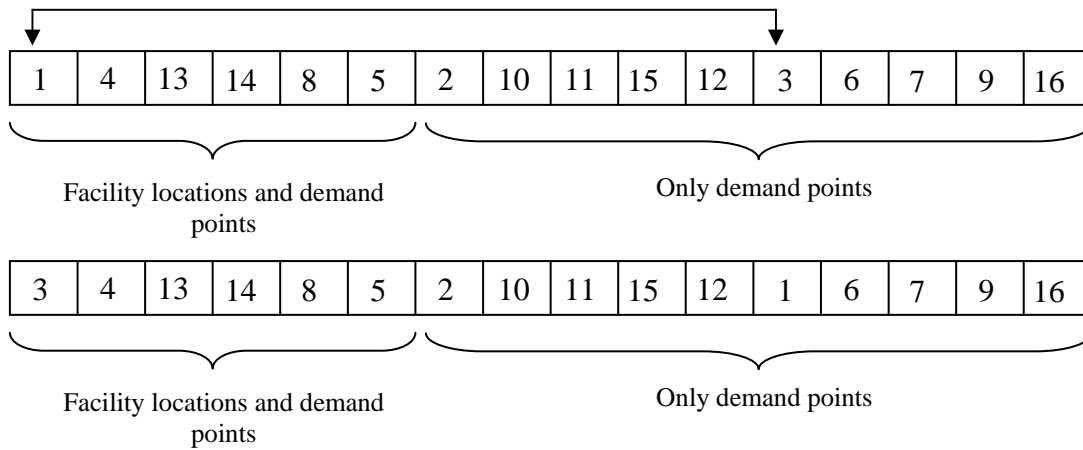 1 4 13 14 8 5 2 10 11 15 12 3 6 7 9 16
Facility locations and demand
points
Only demand points
3 4 13 14 8 5 2 10 11 15 12 1 6 7 9 16
Facility locations and demand
points
Only demand points